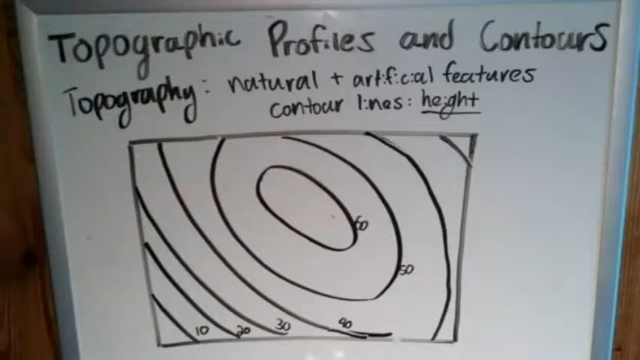 Topographic Profiles and Contours
Topography: natural + artificial features
contour lines: height
60
50
10 20 30 40